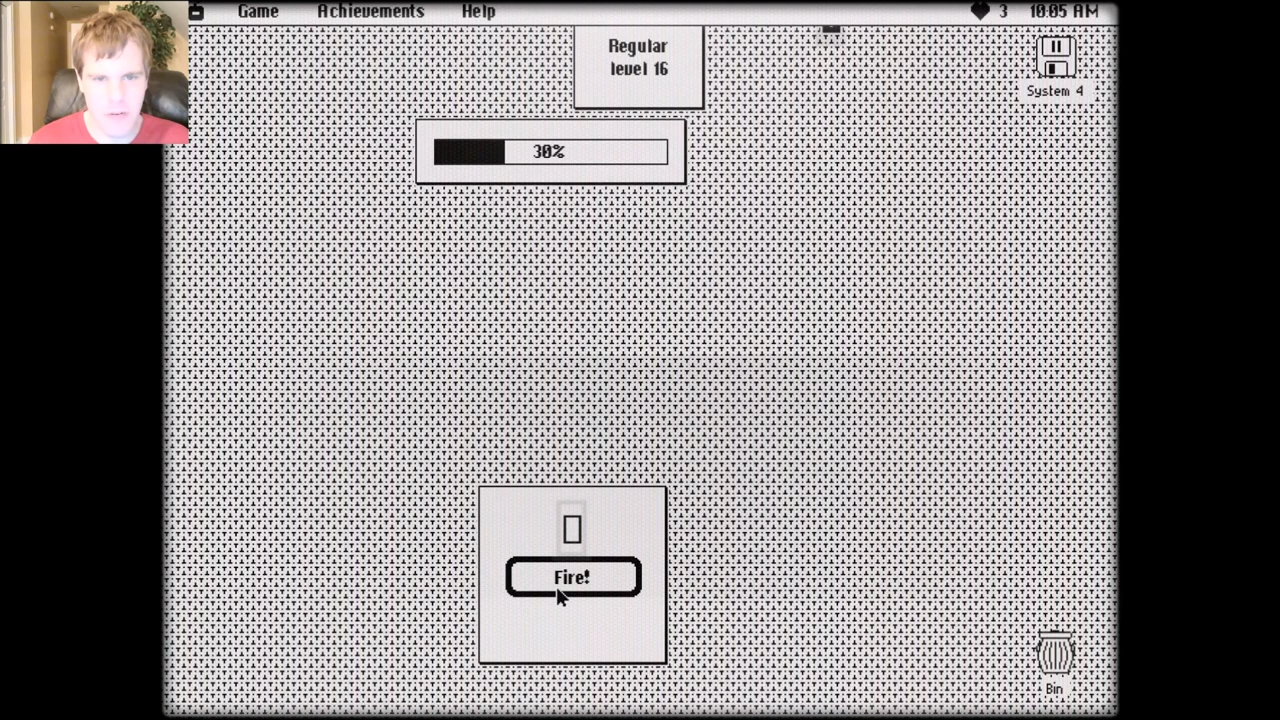 Game Achievements Help 3 10:05 AM
Regular
level 16
System 4
30%
Fire!
Bin